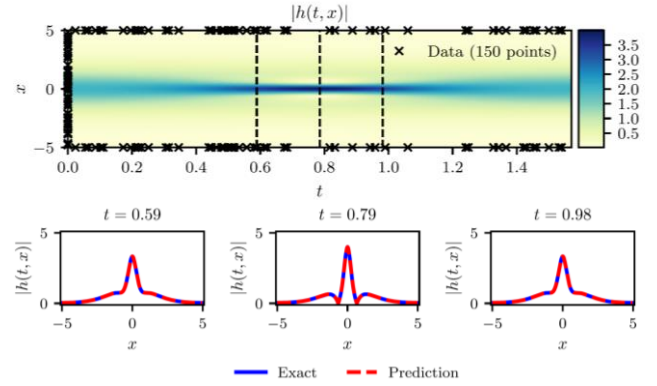 |h(t, x)|
5
0
−5
x
0.0 0.2 0.4 0.6 0.8 1.0 1.2 1.4
t
× Data (150 points)
3.5
3.0
2.5
2.0
1.5
1.0
0.5
t = 0.59 t = 0.79 t = 0.98
5 5 5
|h(t, x)| |h(t, x)| |h(t, x)|
0 0 0
−5 0 5 −5 0 5 −5 0 5
x x x
Exact Prediction